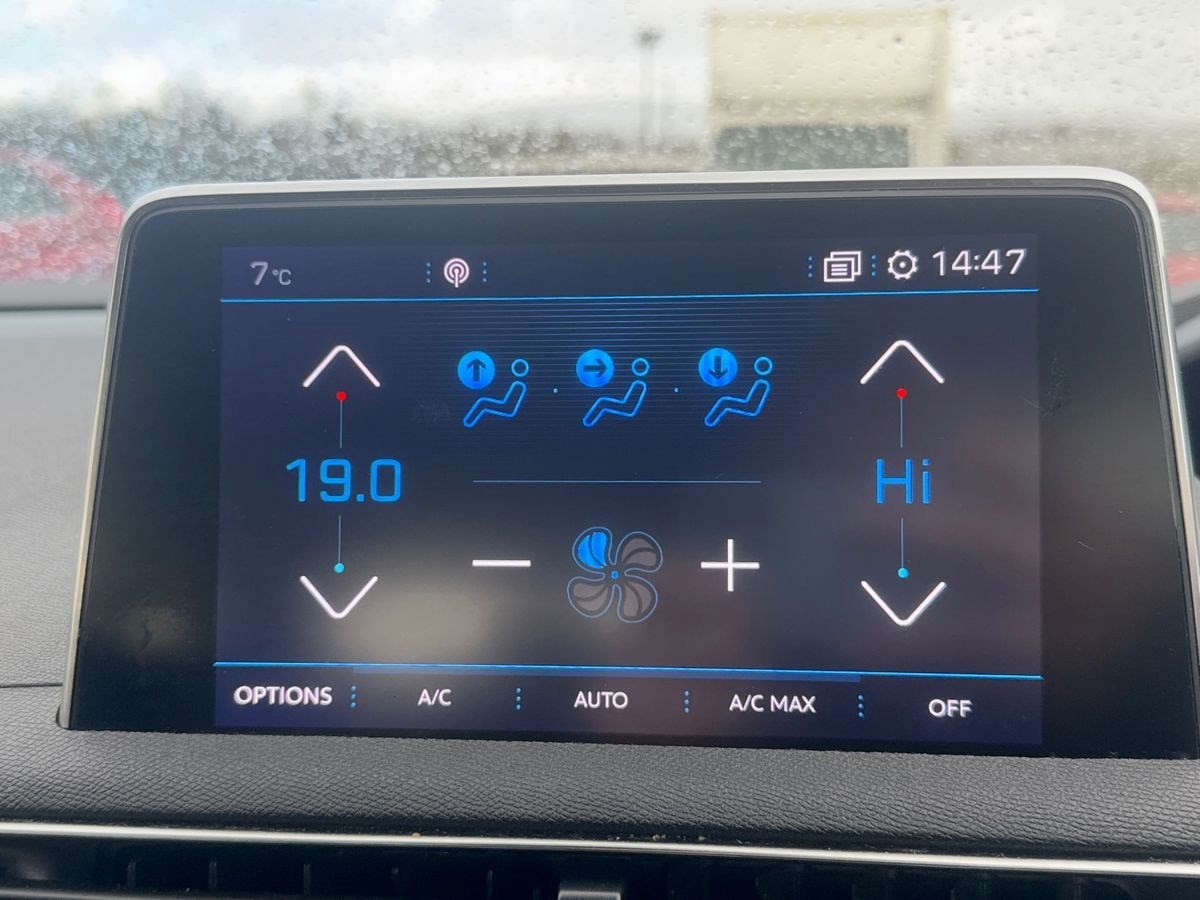 7°C
14:47
19.0
Hi
OPTIONS
A/C
AUTO
A/C MAX
OFF